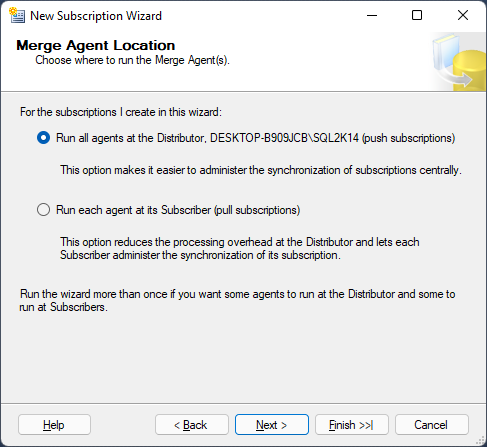 New Subscription Wizard
Merge Agent Location
Choose where to run the Merge Agent(s).
For the subscriptions I create in this wizard:
Run all agents at the Distributor, DESKTOP-B909JCB\SQL2K14 (push subscriptions)
This option makes it easier to administer the synchronization of subscriptions centrally.
Run each agent at its Subscriber (pull subscriptions)
This option reduces the processing overhead at the Distributor and lets each
Subscriber administer the synchronization of its subscription.
Run the wizard more than once if you want some agents to run at the Distributor and some to
run at Subscribers.
Help
< Back
Next >
Finish >>|
Cancel